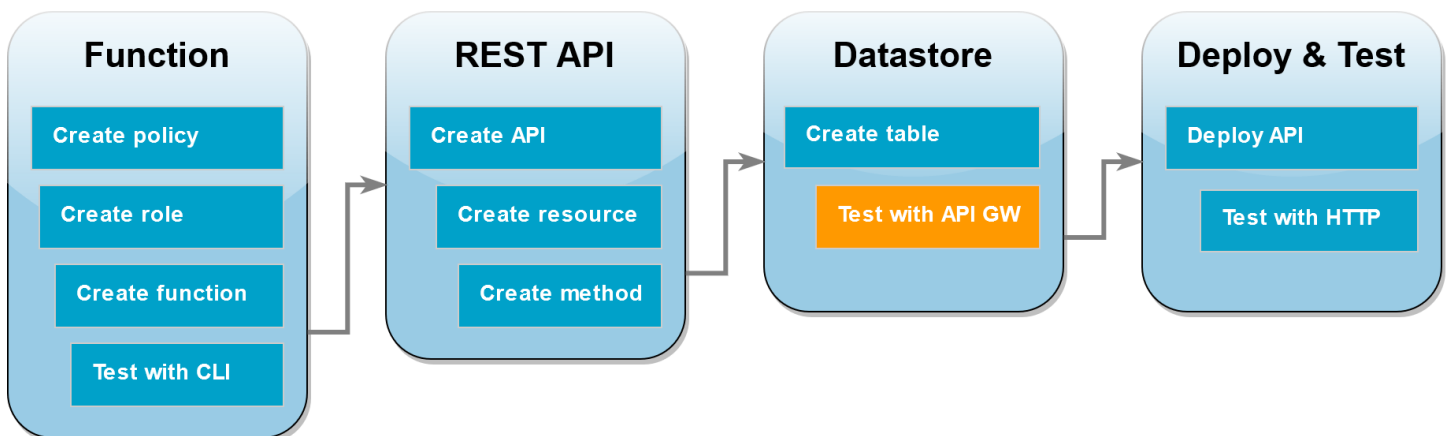 Function
Create policy
Create role
Create function
Test with CLI
REST API
Create API
Create resource
Create method
Datastore
Create table
Test with API GW
Deploy & Test
Deploy API
Test with HTTP